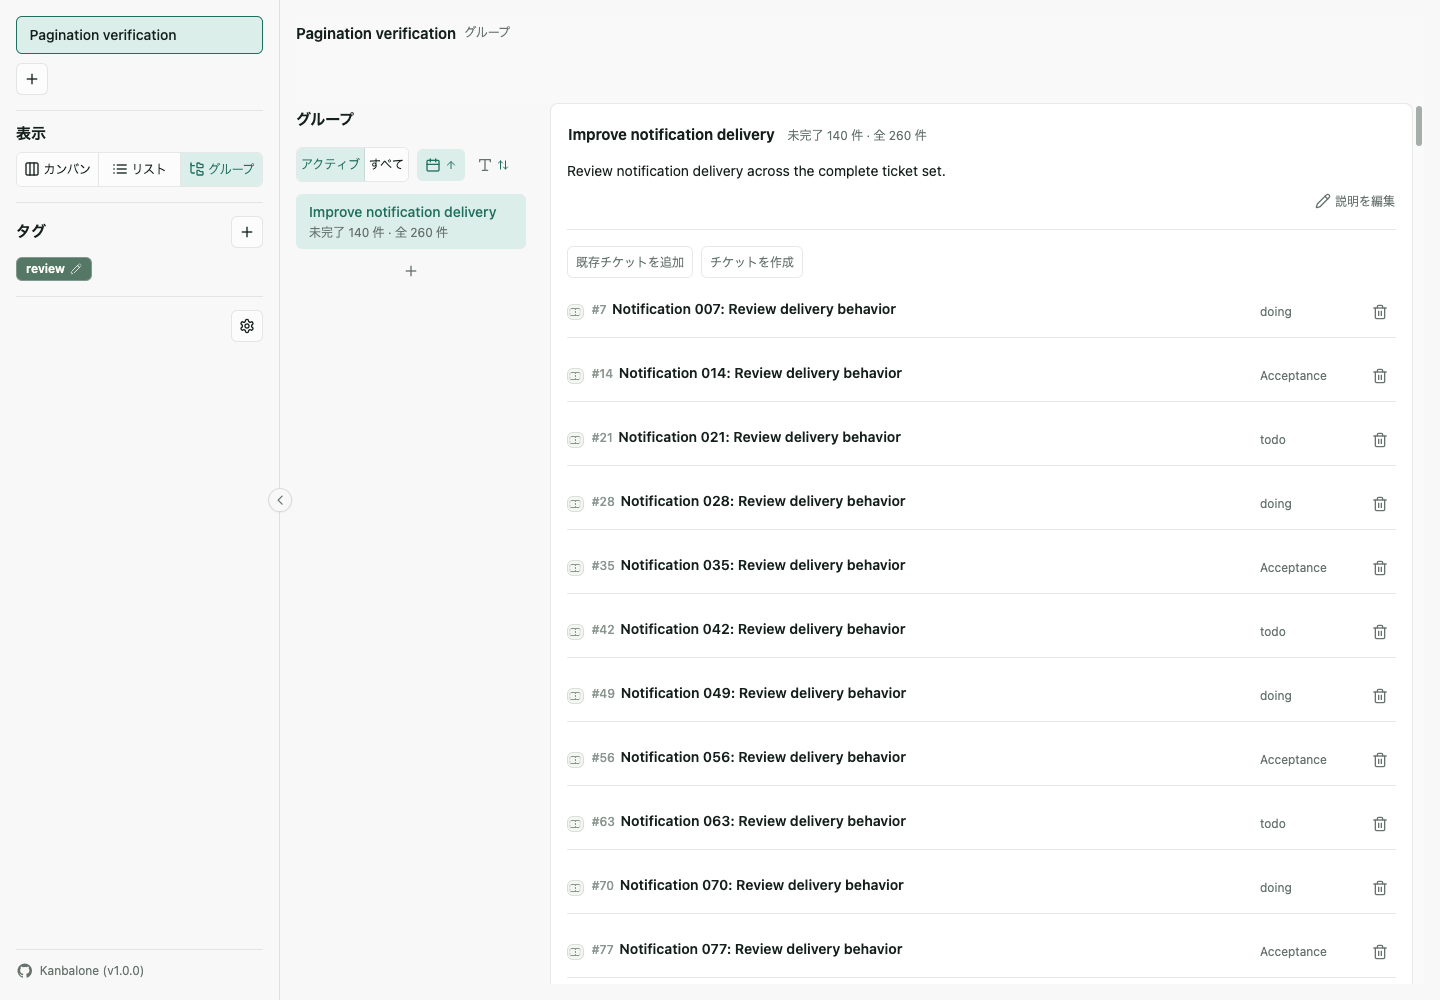 Pagination verification
表示
カンバン リスト グループ
タグ
review
Kanbalone (v1.0.0)
Pagination verification グループ
グループ
アクティブ すべて
Improve notification delivery
未完了 140 件 · 全 260 件
Improve notification delivery 未完了 140 件 · 全 260 件
Review notification delivery across the complete ticket set.
説明を編集
既存チケットを追加 チケットを作成
#7 Notification 007: Review delivery behavior doing
#14 Notification 014: Review delivery behavior Acceptance
#21 Notification 021: Review delivery behavior todo
#28 Notification 028: Review delivery behavior doing
#35 Notification 035: Review delivery behavior Acceptance
#42 Notification 042: Review delivery behavior todo
#49 Notification 049: Review delivery behavior doing
#56 Notification 056: Review delivery behavior Acceptance
#63 Notification 063: Review delivery behavior todo
#70 Notification 070: Review delivery behavior doing
#77 Notification 077: Review delivery behavior Acceptance